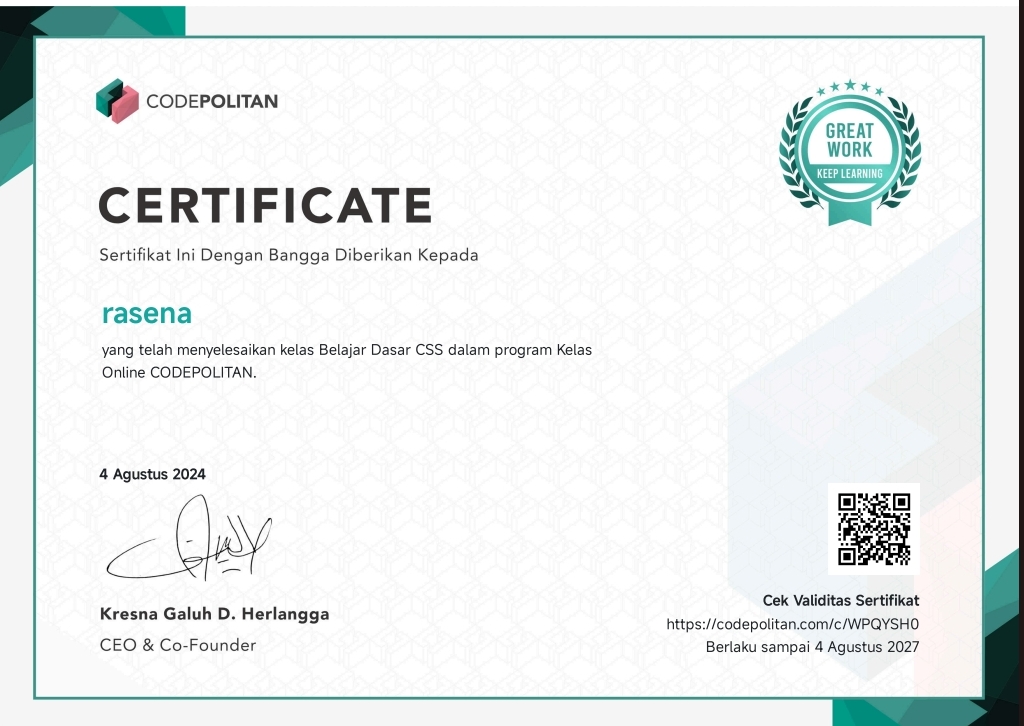 CODEPOLITAN
GREAT
WORK
KEEP LEARNING
CERTIFICATE
Sertifikat Ini Dengan Bangga Diberikan Kepada
rasena
yang telah menyelesaikan kelas Belajar Dasar CSS dalam program Kelas
Online CODEPOLITAN.
4 Agustus 2024
Kresna Galuh D. Herlangga
CEO & Co-Founder
Cek Validitas Sertifikat
https://codepolitan.com/c/WPQYSH0
Berlaku sampai 4 Agustus 2027